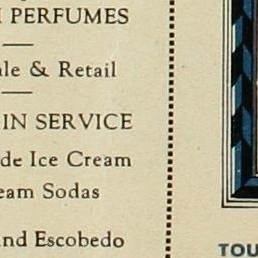 PERFUMES
ale & Retail
IN SERVICE
de Ice Cream
eam Sodas
nd Escobedo
TOU